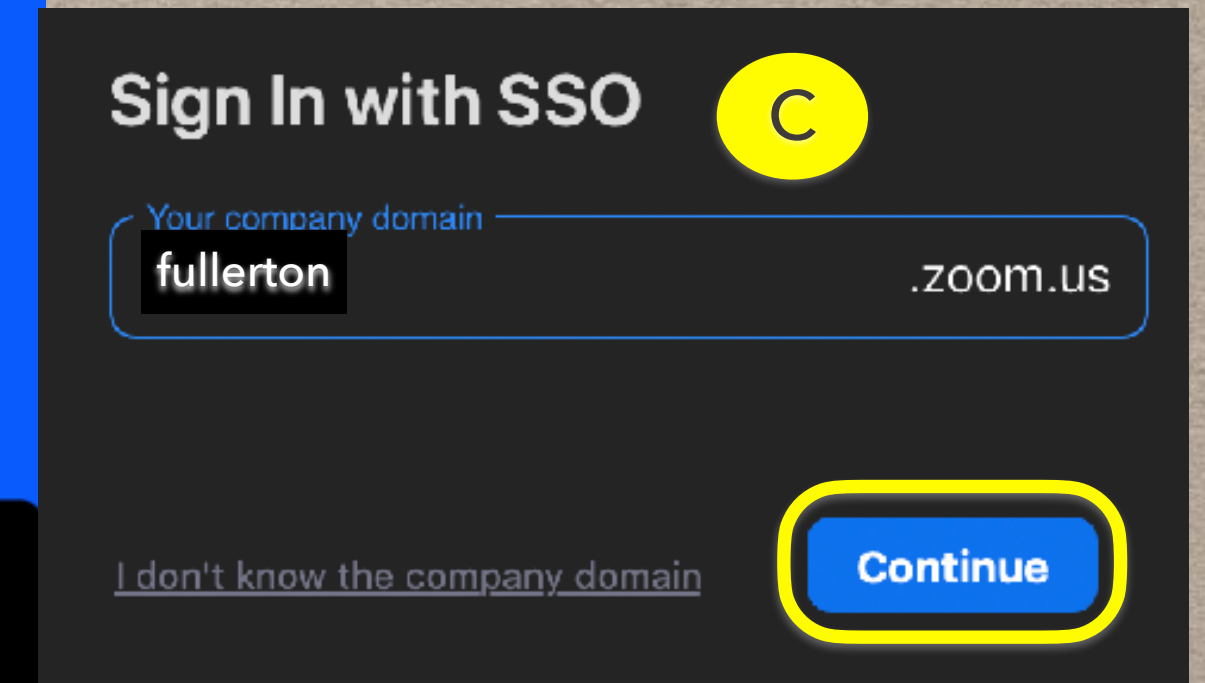 Sign In with SSO
C
Your company domain
fullerton
.zoom.us
I don't know the company domain
Continue